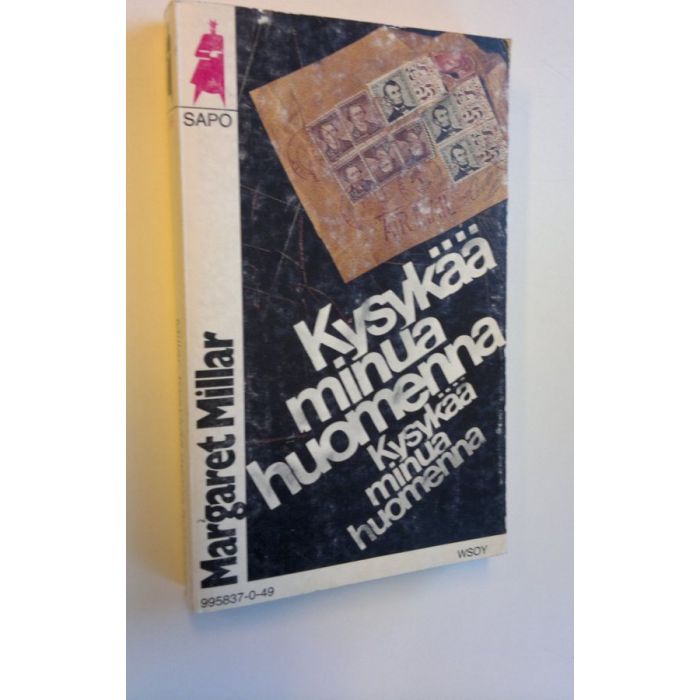 SAPO
Margaret Millar
Kysykää
minua
huomenna
Kysykää
minua
huomenna
WSOY
995837-0-49